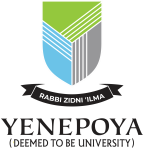 RABBI ZIDNI 'ILMA
YENEPOYA
(DEEMED TO BE UNIVERSITY)